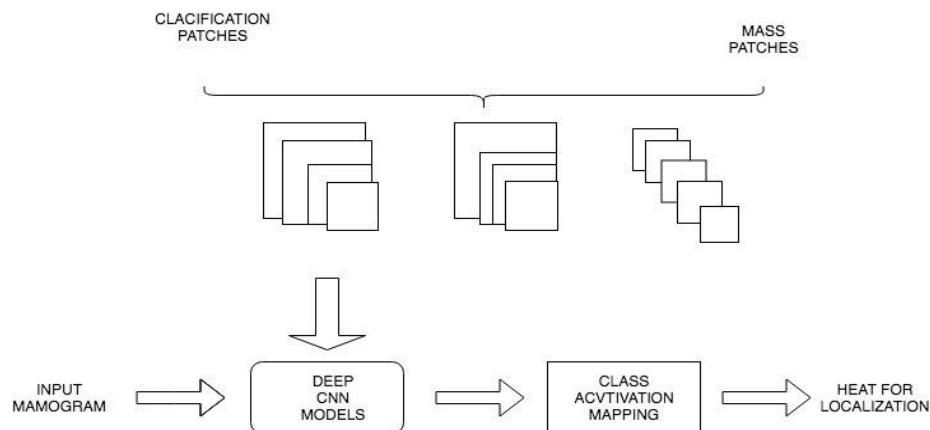 CLACIFICATION
PATCHES
MASS
PATCHES
INPUT
MAMOGRAM
DEEP
CNN
MODELS
CLASS
ACVTIVATION
MAPPING
HEAT FOR
LOCALIZATION